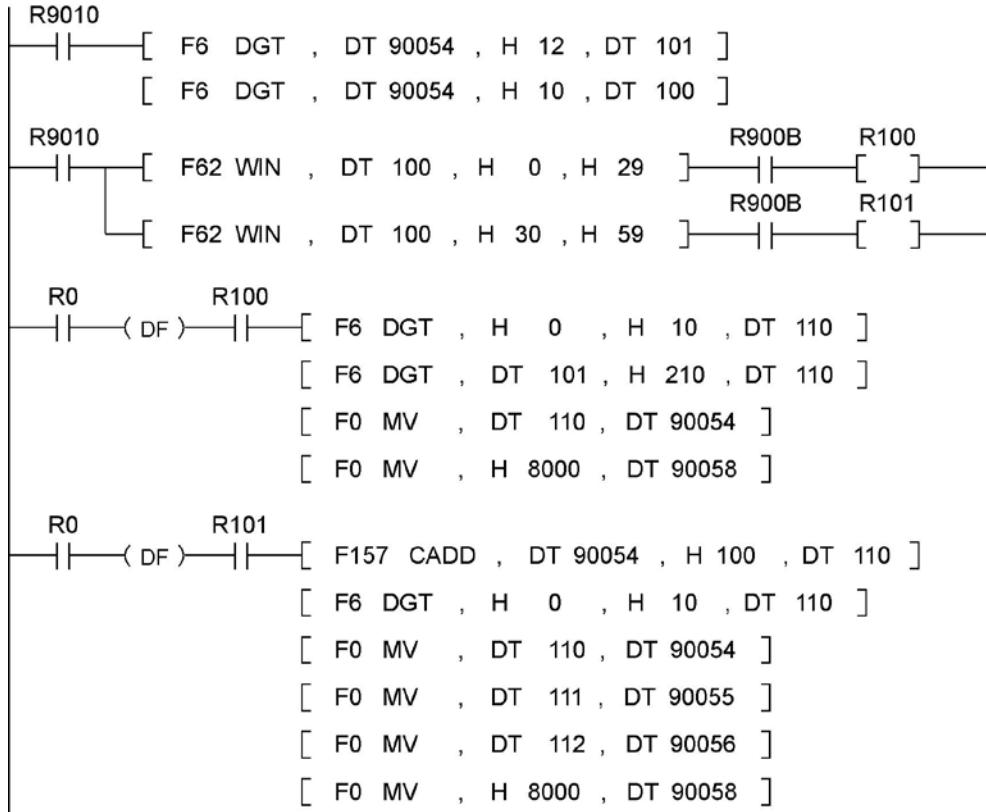 R9010
[ F6 DGT , DT 90054 , H 12 , DT 101 ]
[ F6 DGT , DT 90054 , H 10 , DT 100 ]
R9010 R900B R100
[ F62 WIN , DT 100 , H 0 , H 29 ] [ ]
R900B R101
[ F62 WIN , DT 100 , H 30 , H 59 ] [ ]
R0 R100
( DF ) [ F6 DGT , H 0 , H 10 , DT 110 ]
[ F6 DGT , DT 101 , H 210 , DT 110 ]
[ F0 MV , DT 110 , DT 90054 ]
[ F0 MV , H 8000 , DT 90058 ]
R0 R101
( DF ) [ F157 CADD , DT 90054 , H 100 , DT 110 ]
[ F6 DGT , H 0 , H 10 , DT 110 ]
[ F0 MV , DT 110 , DT 90054 ]
[ F0 MV , DT 111 , DT 90055 ]
[ F0 MV , DT 112 , DT 90056 ]
[ F0 MV , H 8000 , DT 90058 ]